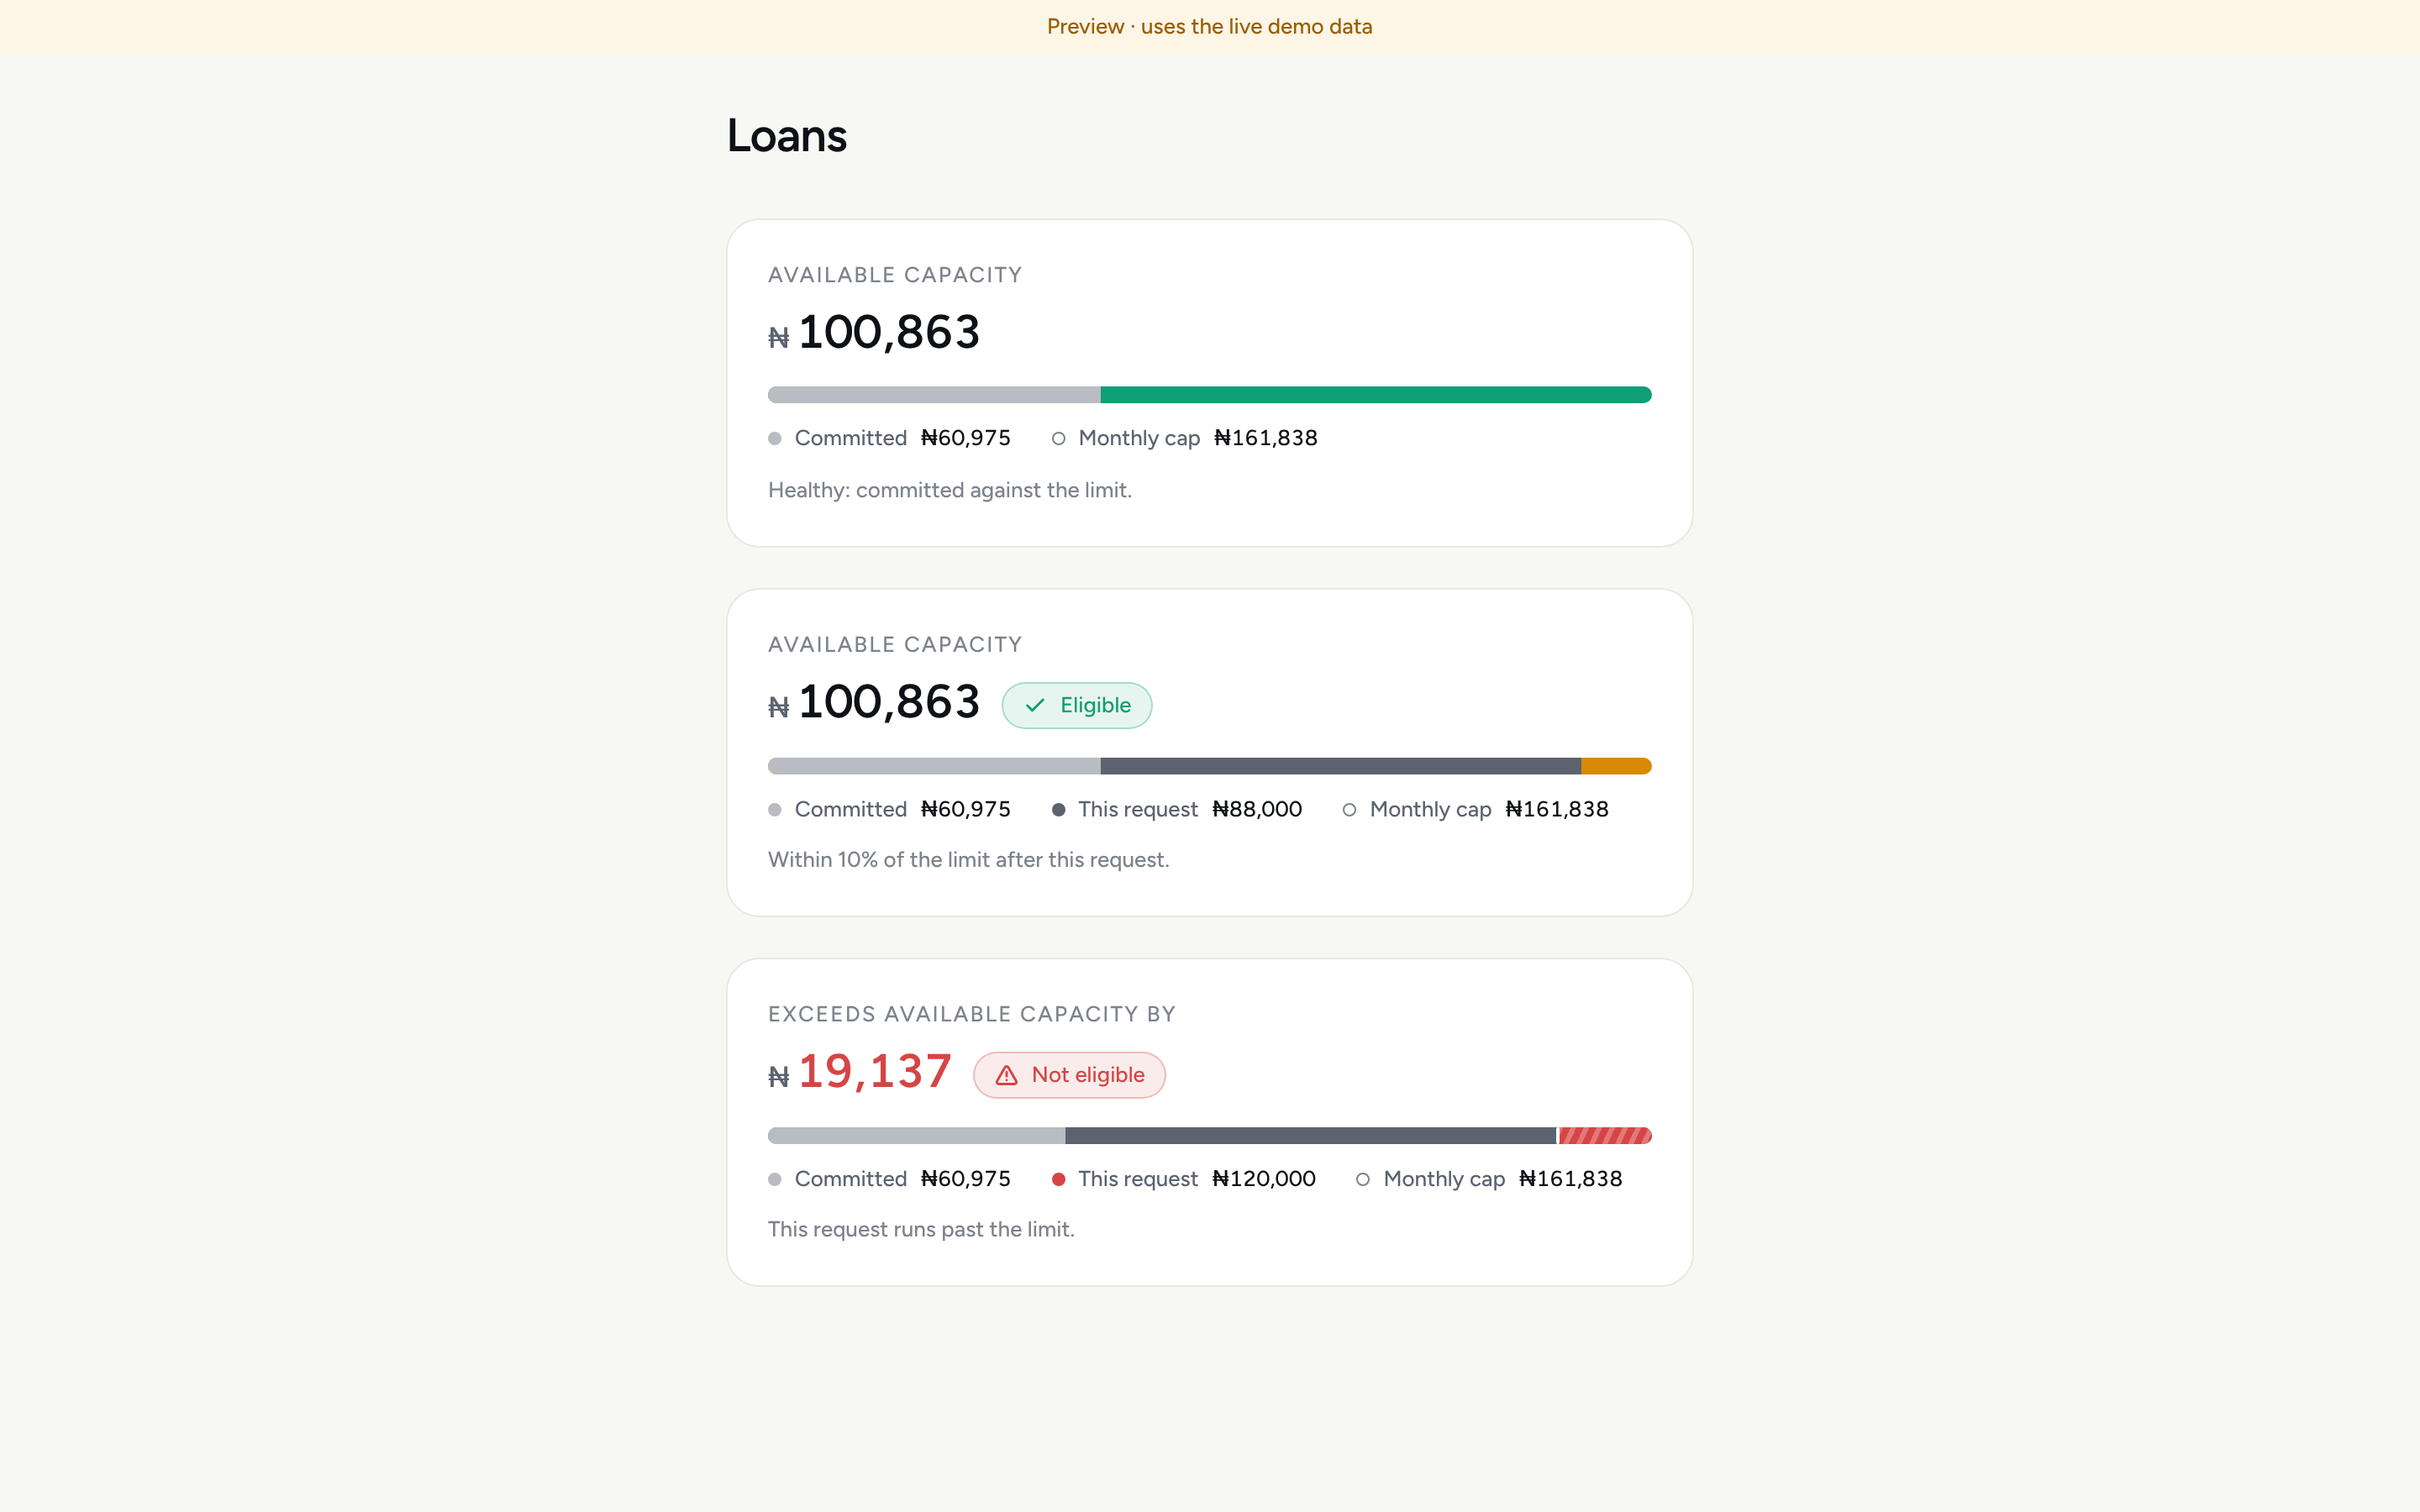 Preview · uses the live demo data
Loans
AVAILABLE CAPACITY
₦ 100,863
Committed ₦60,975 Monthly cap ₦161,838
Healthy: committed against the limit.
AVAILABLE CAPACITY
₦ 100,863 Eligible
Committed ₦60,975 This request ₦88,000 Monthly cap ₦161,838
Within 10% of the limit after this request.
EXCEEDS AVAILABLE CAPACITY BY
₦ 19,137 Not eligible
Committed ₦60,975 This request ₦120,000 Monthly cap ₦161,838
This request runs past the limit.